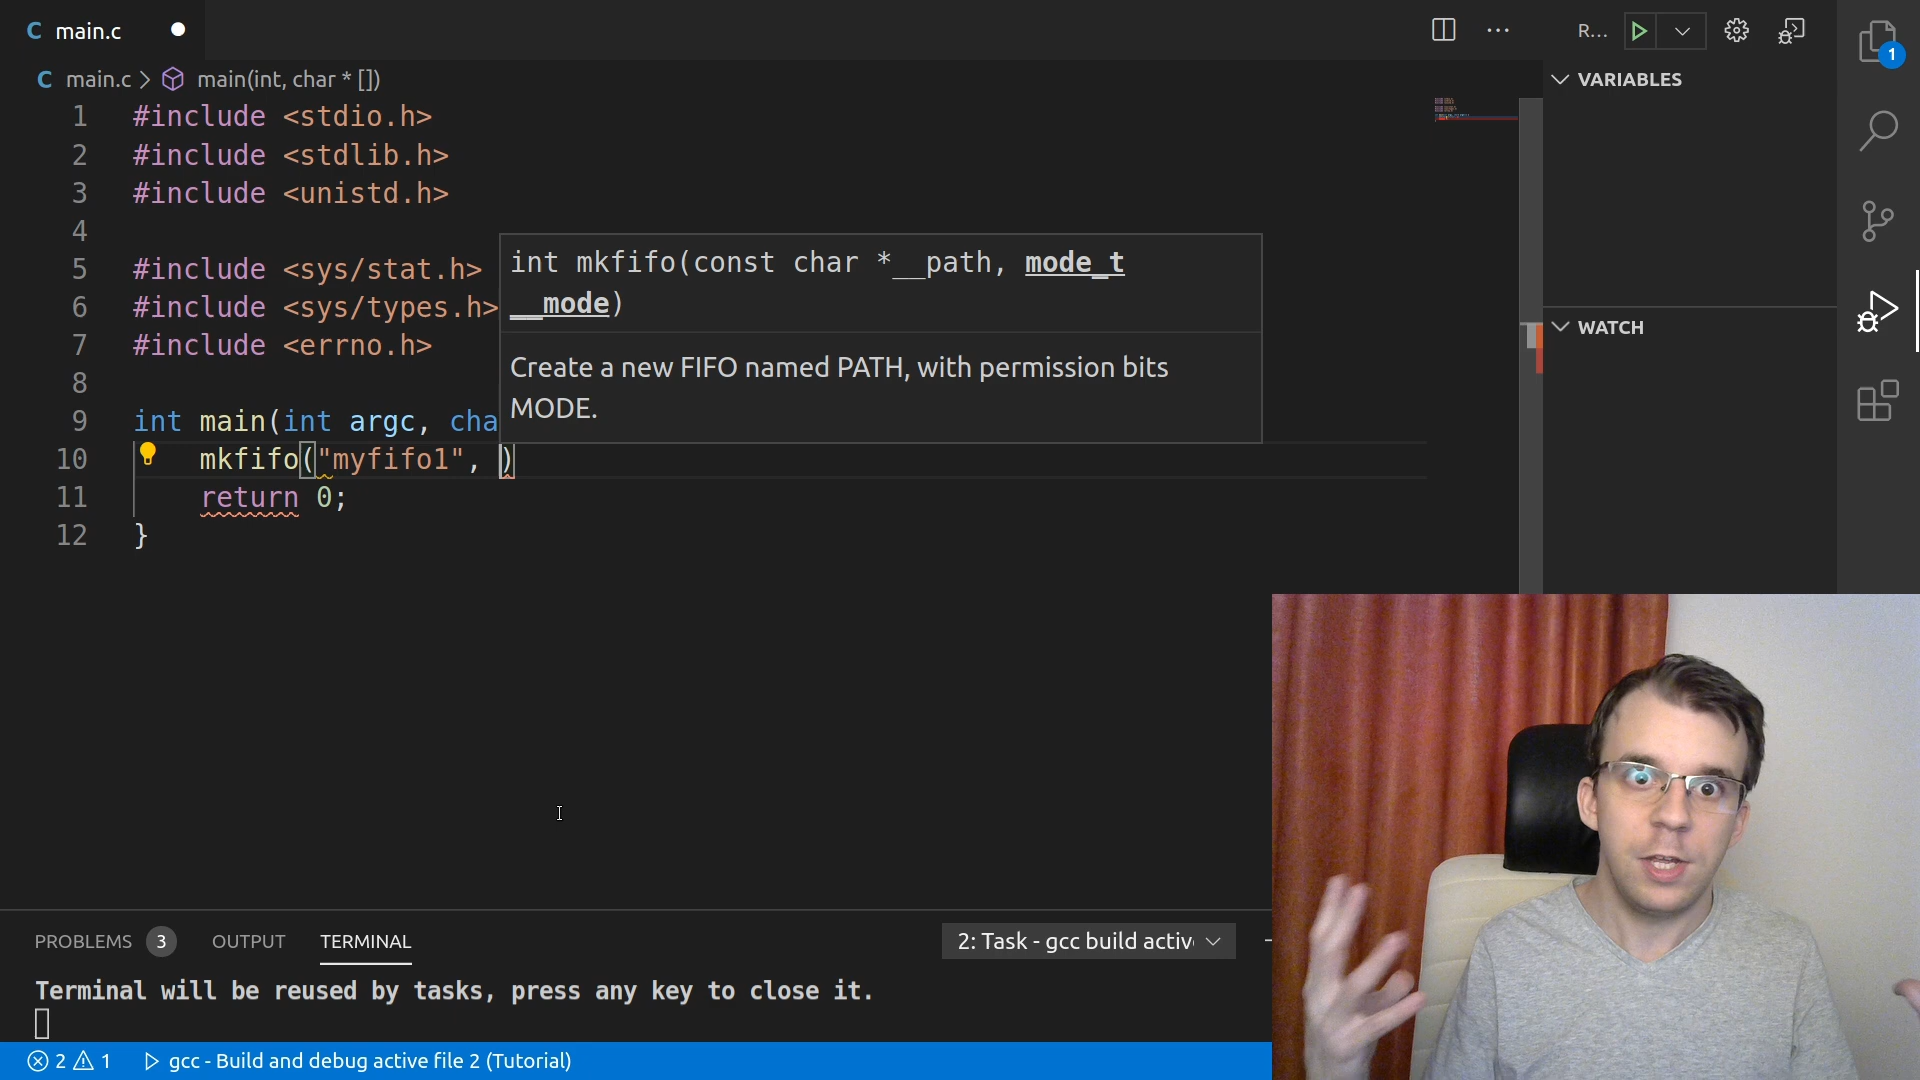 C main.c
R...
1
C main.c > main(int, char * [])
VARIABLES
1 #include <stdio.h>
2 #include <stdlib.h>
3 #include <unistd.h>
4
5 #include <sys/stat.h>
6 #include <sys/types.h>
7 #include <errno.h>
8
9 int main(int argc, cha
10 mkfifo("myfifo1", )
11 return 0;
12 }
int mkfifo(const char *__path, mode_t
__mode)
Create a new FIFO named PATH, with permission bits
MODE.
WATCH
PROBLEMS 3 OUTPUT TERMINAL 2: Task - gcc build activ
Terminal will be reused by tasks, press any key to close it.
2 1 gcc - Build and debug active file 2 (Tutorial)